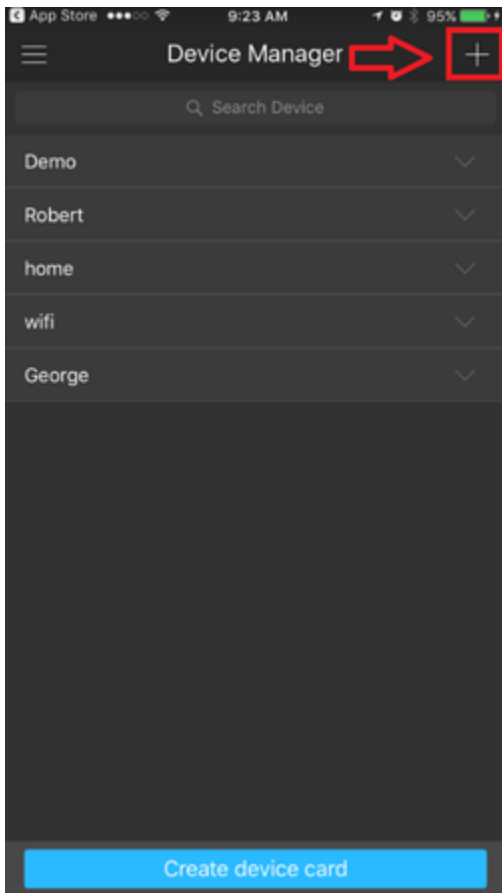 App Store 9:23 AM 95%
Device Manager
Search Device
Demo
Robert
home
wifi
George
Create device card